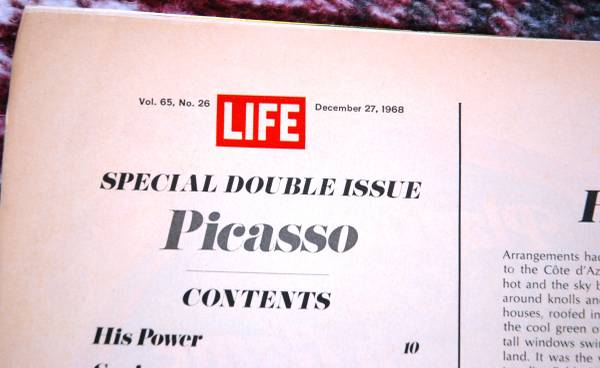 Vol. 65, No. 26
LIFE
December 27, 1968
SPECIAL DOUBLE ISSUE
Picasso
CONTENTS
His Power 10
Arrangements had
to the Côte d'Az
hot and the sky b
around knolls and
houses, roofed in
the cool green o
tall windows swi
land. It was the